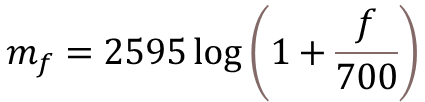 m_f = 2595 log(1 + f/700)